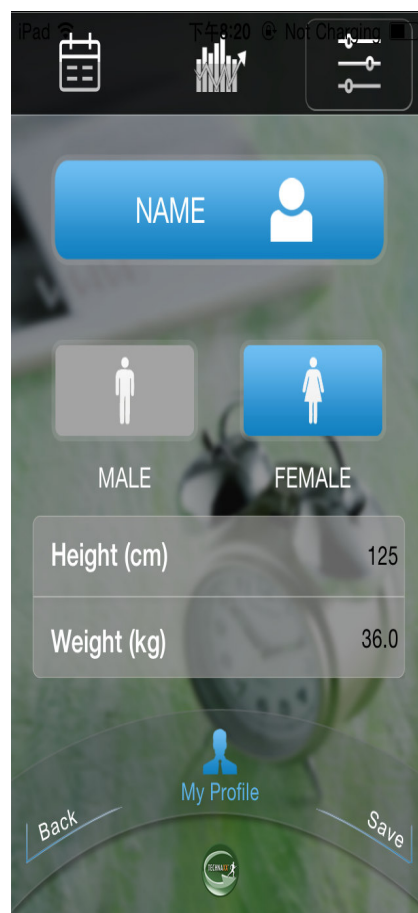 iPad 下午8:20 Not Charging
NAME
MALE FEMALE
Height (cm) 125
Weight (kg) 36.0
My Profile
Back Save
TECHNAXX